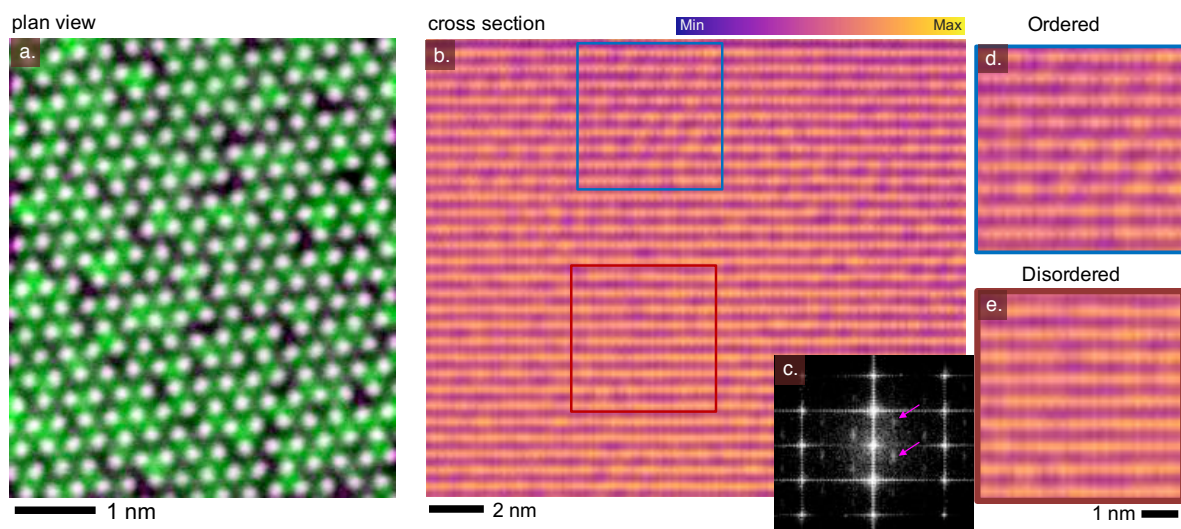 plan view
cross section
Min
Max
Ordered
a.
b.
d.
Disordered
e.
c.
1 nm
2 nm
1 nm